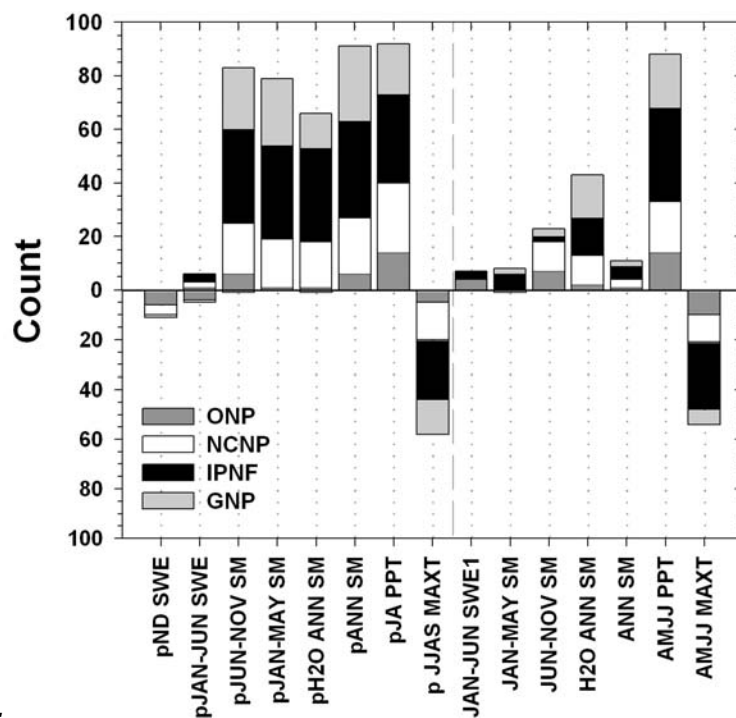 Count
100
80
60
40
20
0
20
40
60
80
100
ONP
NCNP
IPNF
GNP
pND SWE
pJAN-JUN SWE
pJUN-NOV SM
pJAN-MAY SM
pH2O ANN SM
pANN SM
pJA PPT
p JJAS MAXT
JAN-JUN SWE1
JAN-MAY SM
JUN-NOV SM
H2O ANN SM
ANN SM
AMJJ PPT
AMJJ MAXT